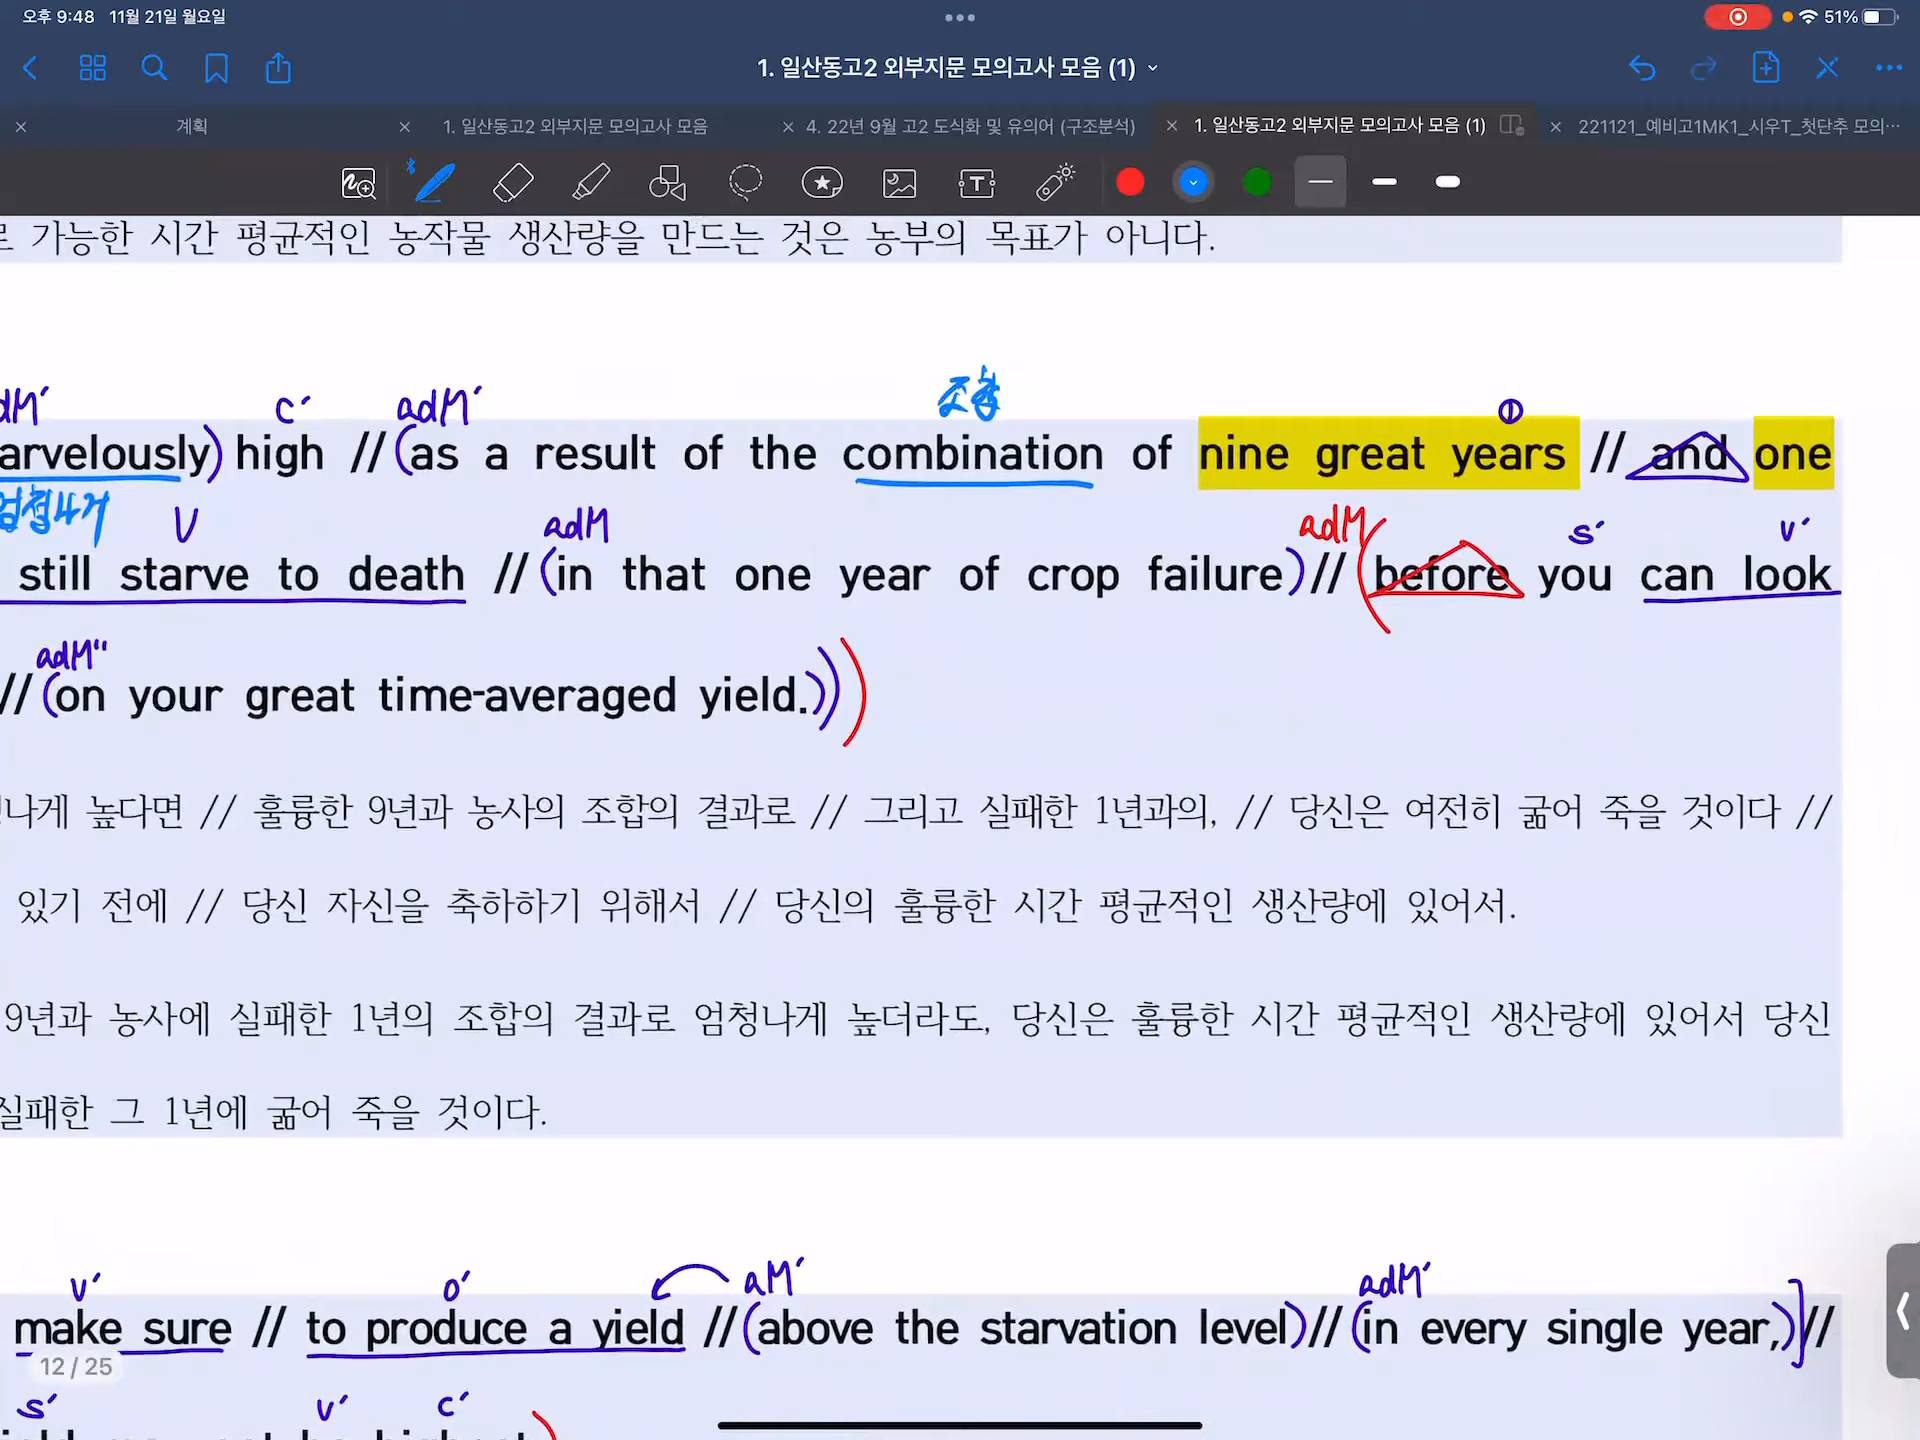 오후 9:48 11월 21일 월요일
51%
1. 일산동고2 외부지문 모의고사 모음 (1)
계획
1. 일산동고2 외부지문 모의고사 모음
4. 22년 9월 고2 도식화 및 유의어 (구조분석)
1. 일산동고2 외부지문 모의고사 모음 (1)
221121_예비고1MK1_시우T_첫단추 모의…
가능한 시간 평균적인 농작물 생산량을 만드는 것은 농부의 목표가 아니다.
dM′ c′ adM′ 조합 ①
arvelously) high // (as a result of the combination of nine great years // and one
엄청나게 V adM adM s′ v′
still starve to death // (in that one year of crop failure) // (before you can look
adM″
// (on your great time-averaged yield.)))
나게 높다면 // 훌륭한 9년과 농사의 조합의 결과로 // 그리고 실패한 1년과의, // 당신은 여전히 굶어 죽을 것이다 //
있기 전에 // 당신 자신을 축하하기 위해서 // 당신의 훌륭한 시간 평균적인 생산량에 있어서.
9년과 농사에 실패한 1년의 조합의 결과로 엄청나게 높더라도, 당신은 훌륭한 시간 평균적인 생산량에 있어서 당신
실패한 그 1년에 굶어 죽을 것이다.
v′ o′ aM′ adM′
make sure // to produce a yield // (above the starvation level) // (in every single year,)] //
12 / 25
s′ v′ c′